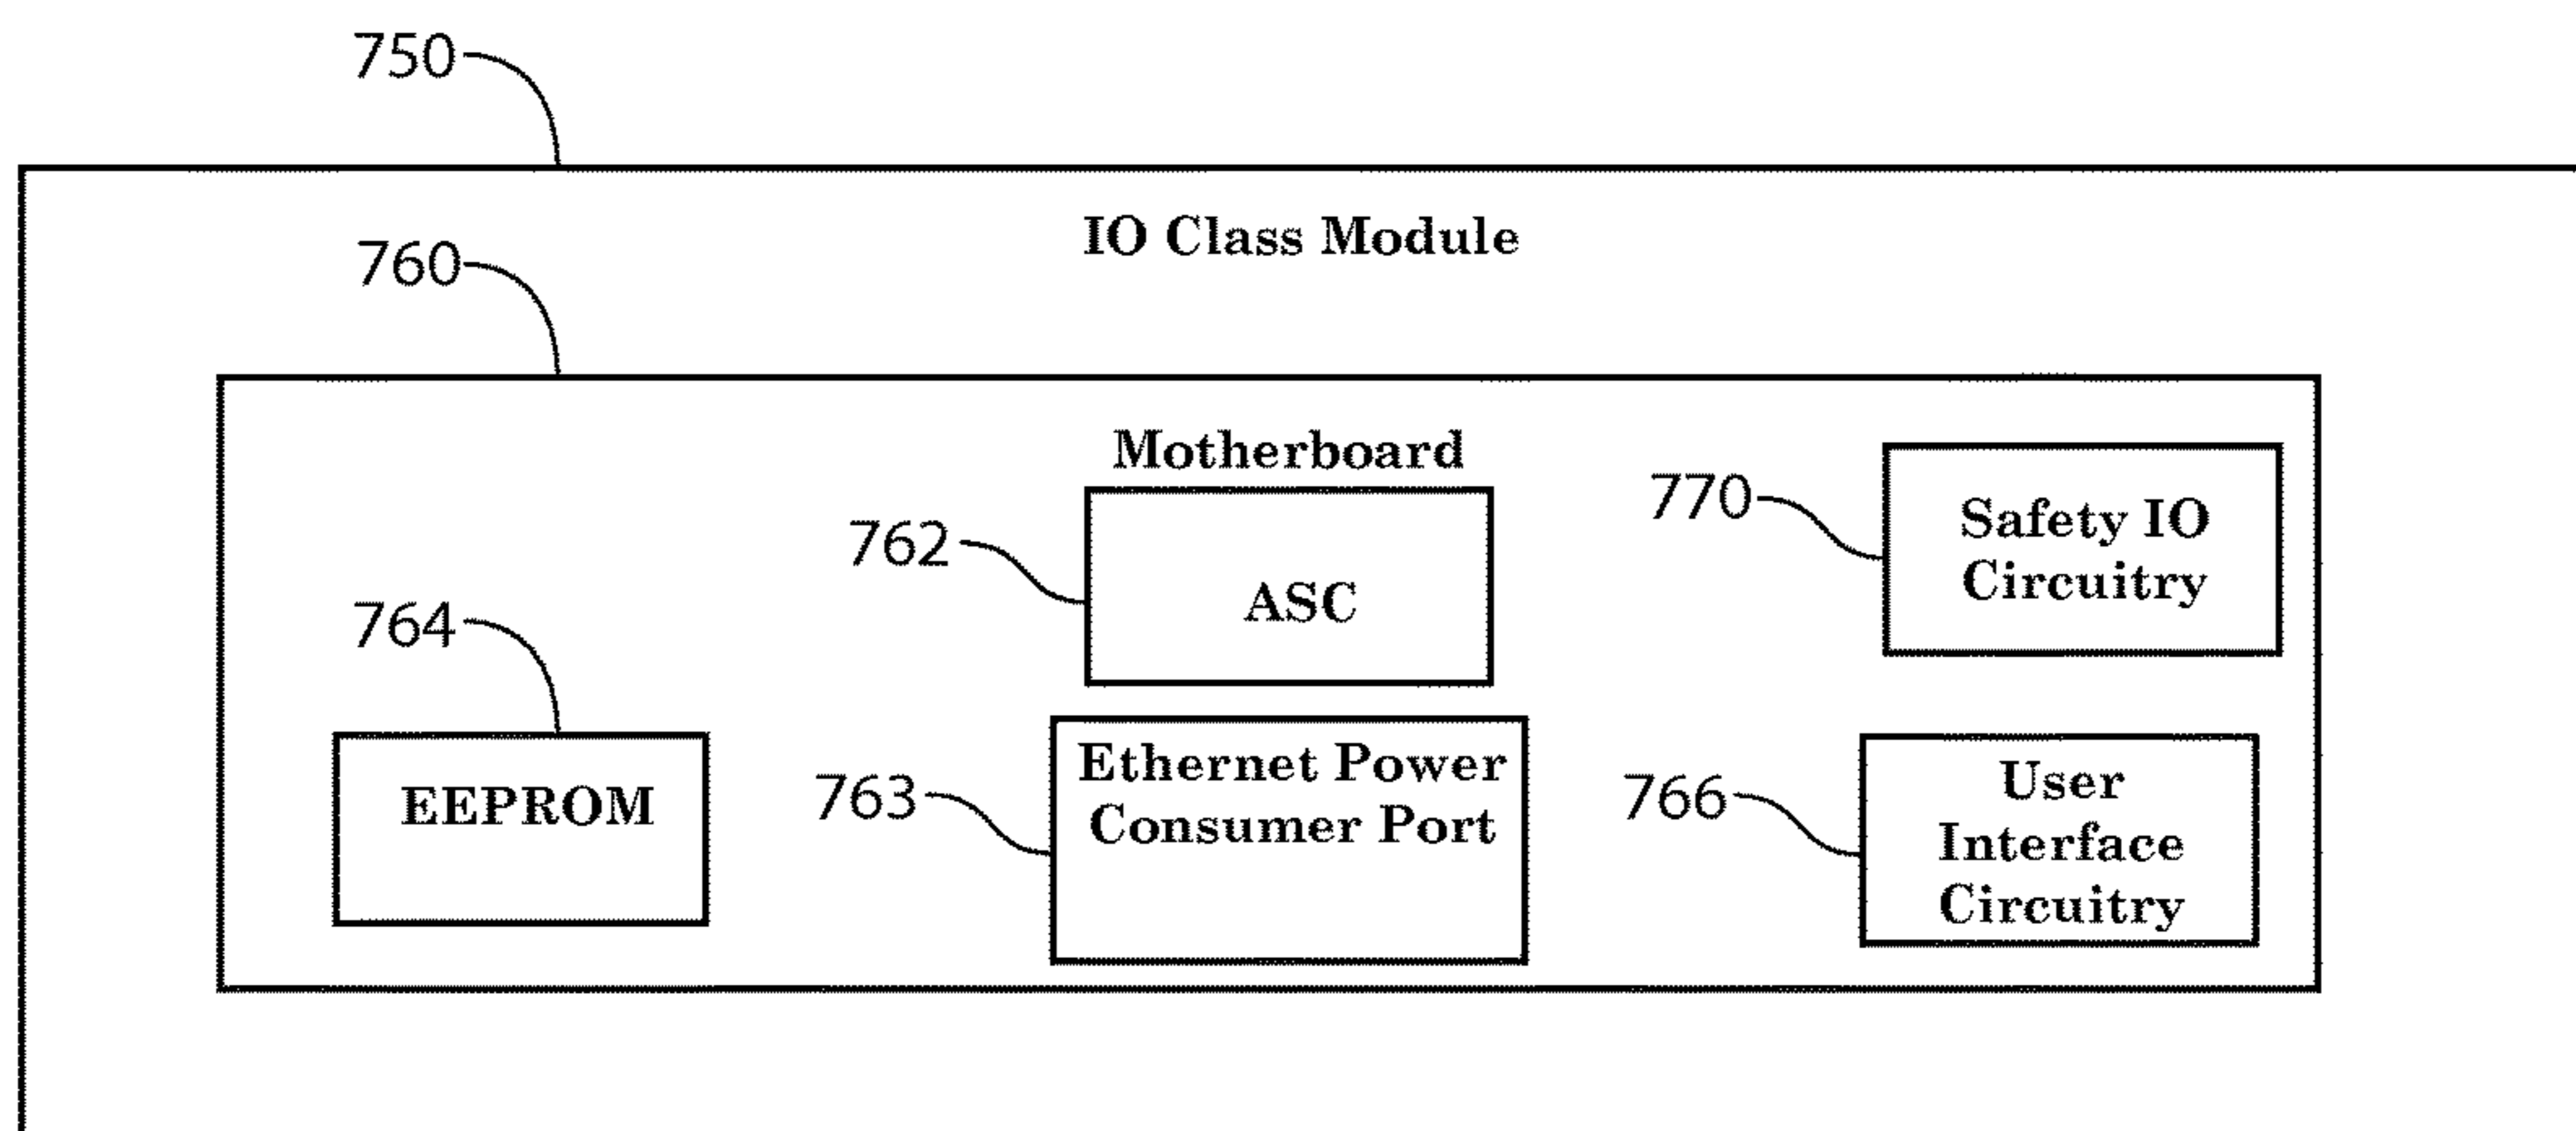 750
IO Class Module
760
Motherboard
762
ASC
770
Safety IO
Circuitry
764
EEPROM
763
Ethernet Power
Consumer Port
766
User
Interface
Circuitry